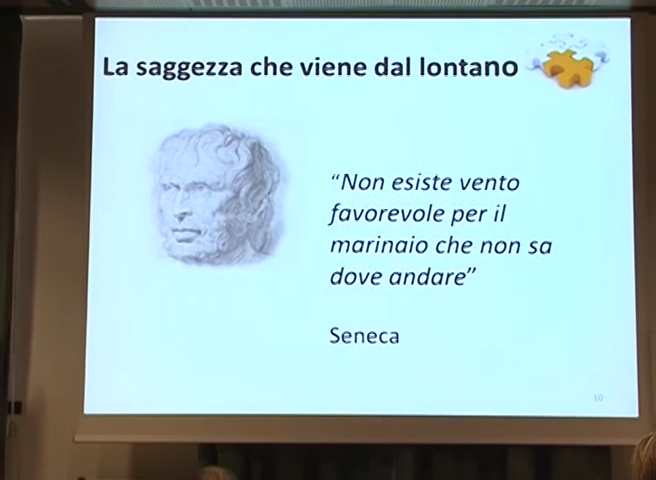 La saggezza che viene dal lontano
“Non esiste vento
favorevole per il
marinaio che non sa
dove andare”
Seneca
10